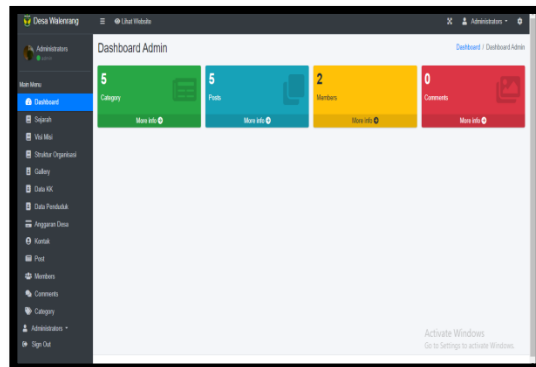 Desa Walenrang
Lihat Website
Administrators
Administrators
admin
Dashboard Admin
Dashboard / Dashboard Admin
Main Menu
Dashboard
Sejarah
Visi Misi
Struktur Organisasi
Gallery
Data KK
Data Penduduk
Anggaran Desa
Kontak
Post
Members
Comments
Category
Administrators
Sign Out
5
Category
More info
5
Posts
More info
2
Members
More info
0
Comments
More info
Activate Windows
Go to Settings to activate Windows.